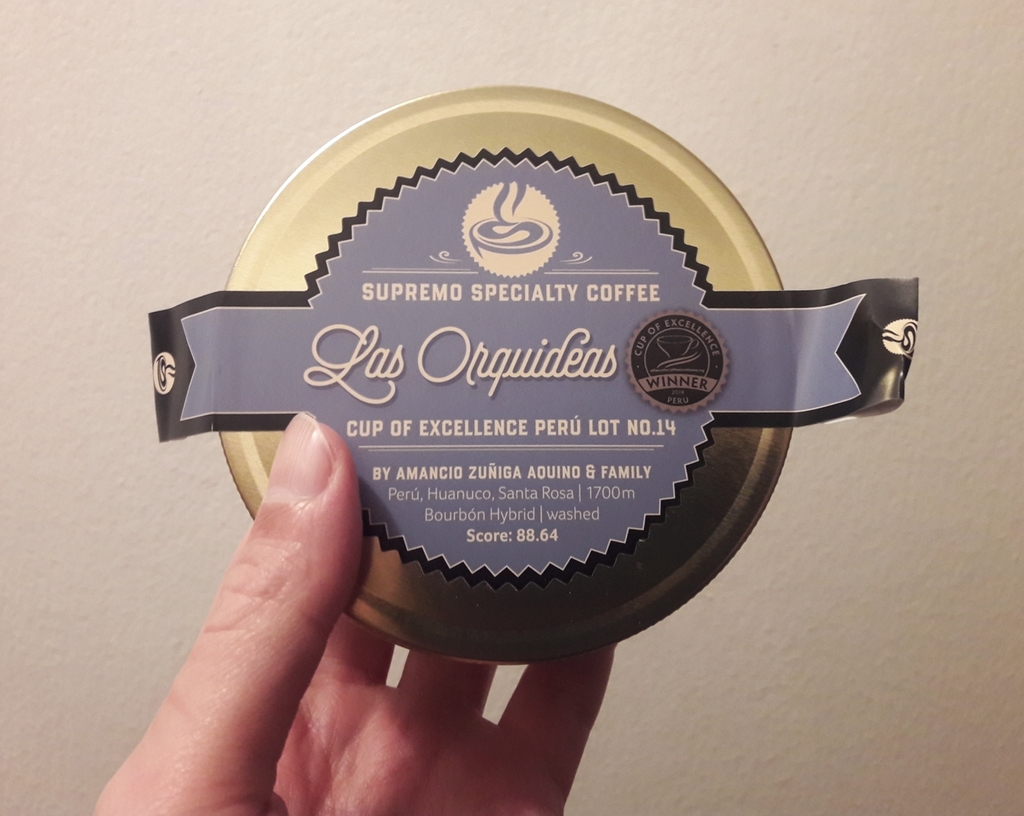 SUPREMO SPECIALTY COFFEE
Las Orquideas
CUP OF EXCELLENCE
WINNER
PERU
CUP OF EXCELLENCE PERÚ LOT NO.14
BY AMANCIO ZUÑIGA AQUINO & FAMILY
Perú, Huanuco, Santa Rosa | 1700m
Bourbón Hybrid | washed
Score: 88.64